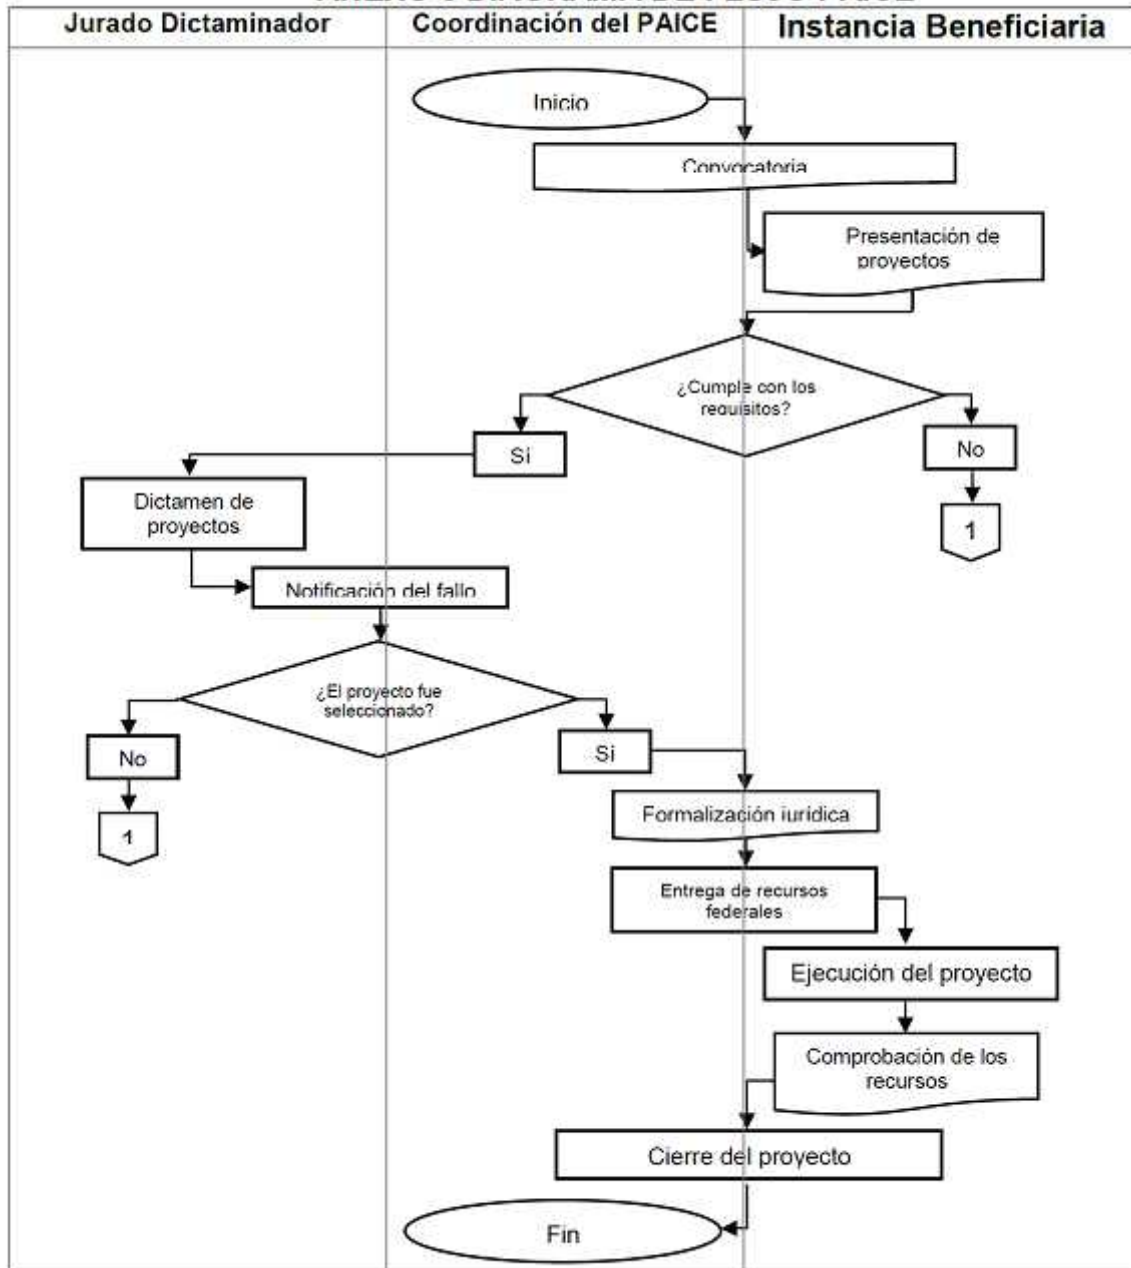 Jurado Dictaminador
Coordinación del PAICE
Instancia Beneficiaria
Inicio
Convocatoria
Presentación de
proyectos
¿Cumple con los
requisitos?
Sí
No
1
Dictamen de
proyectos
Notificación del fallo
¿El proyecto fue
seleccionado?
No
1
Sí
Formalización jurídica
Entrega de recursos
federales
Ejecución del proyecto
Comprobación de los
recursos
Cierre del proyecto
Fin